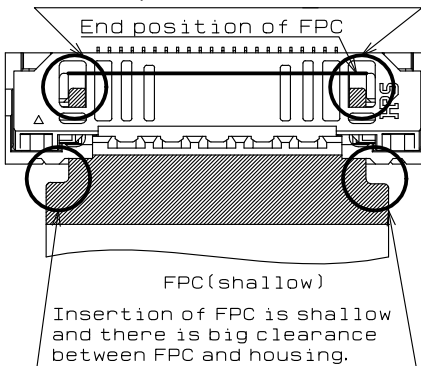 End position of FPC
IRS
FPC(shallow)
Insertion of FPC is shallow
and there is big clearance
between FPC and housing.